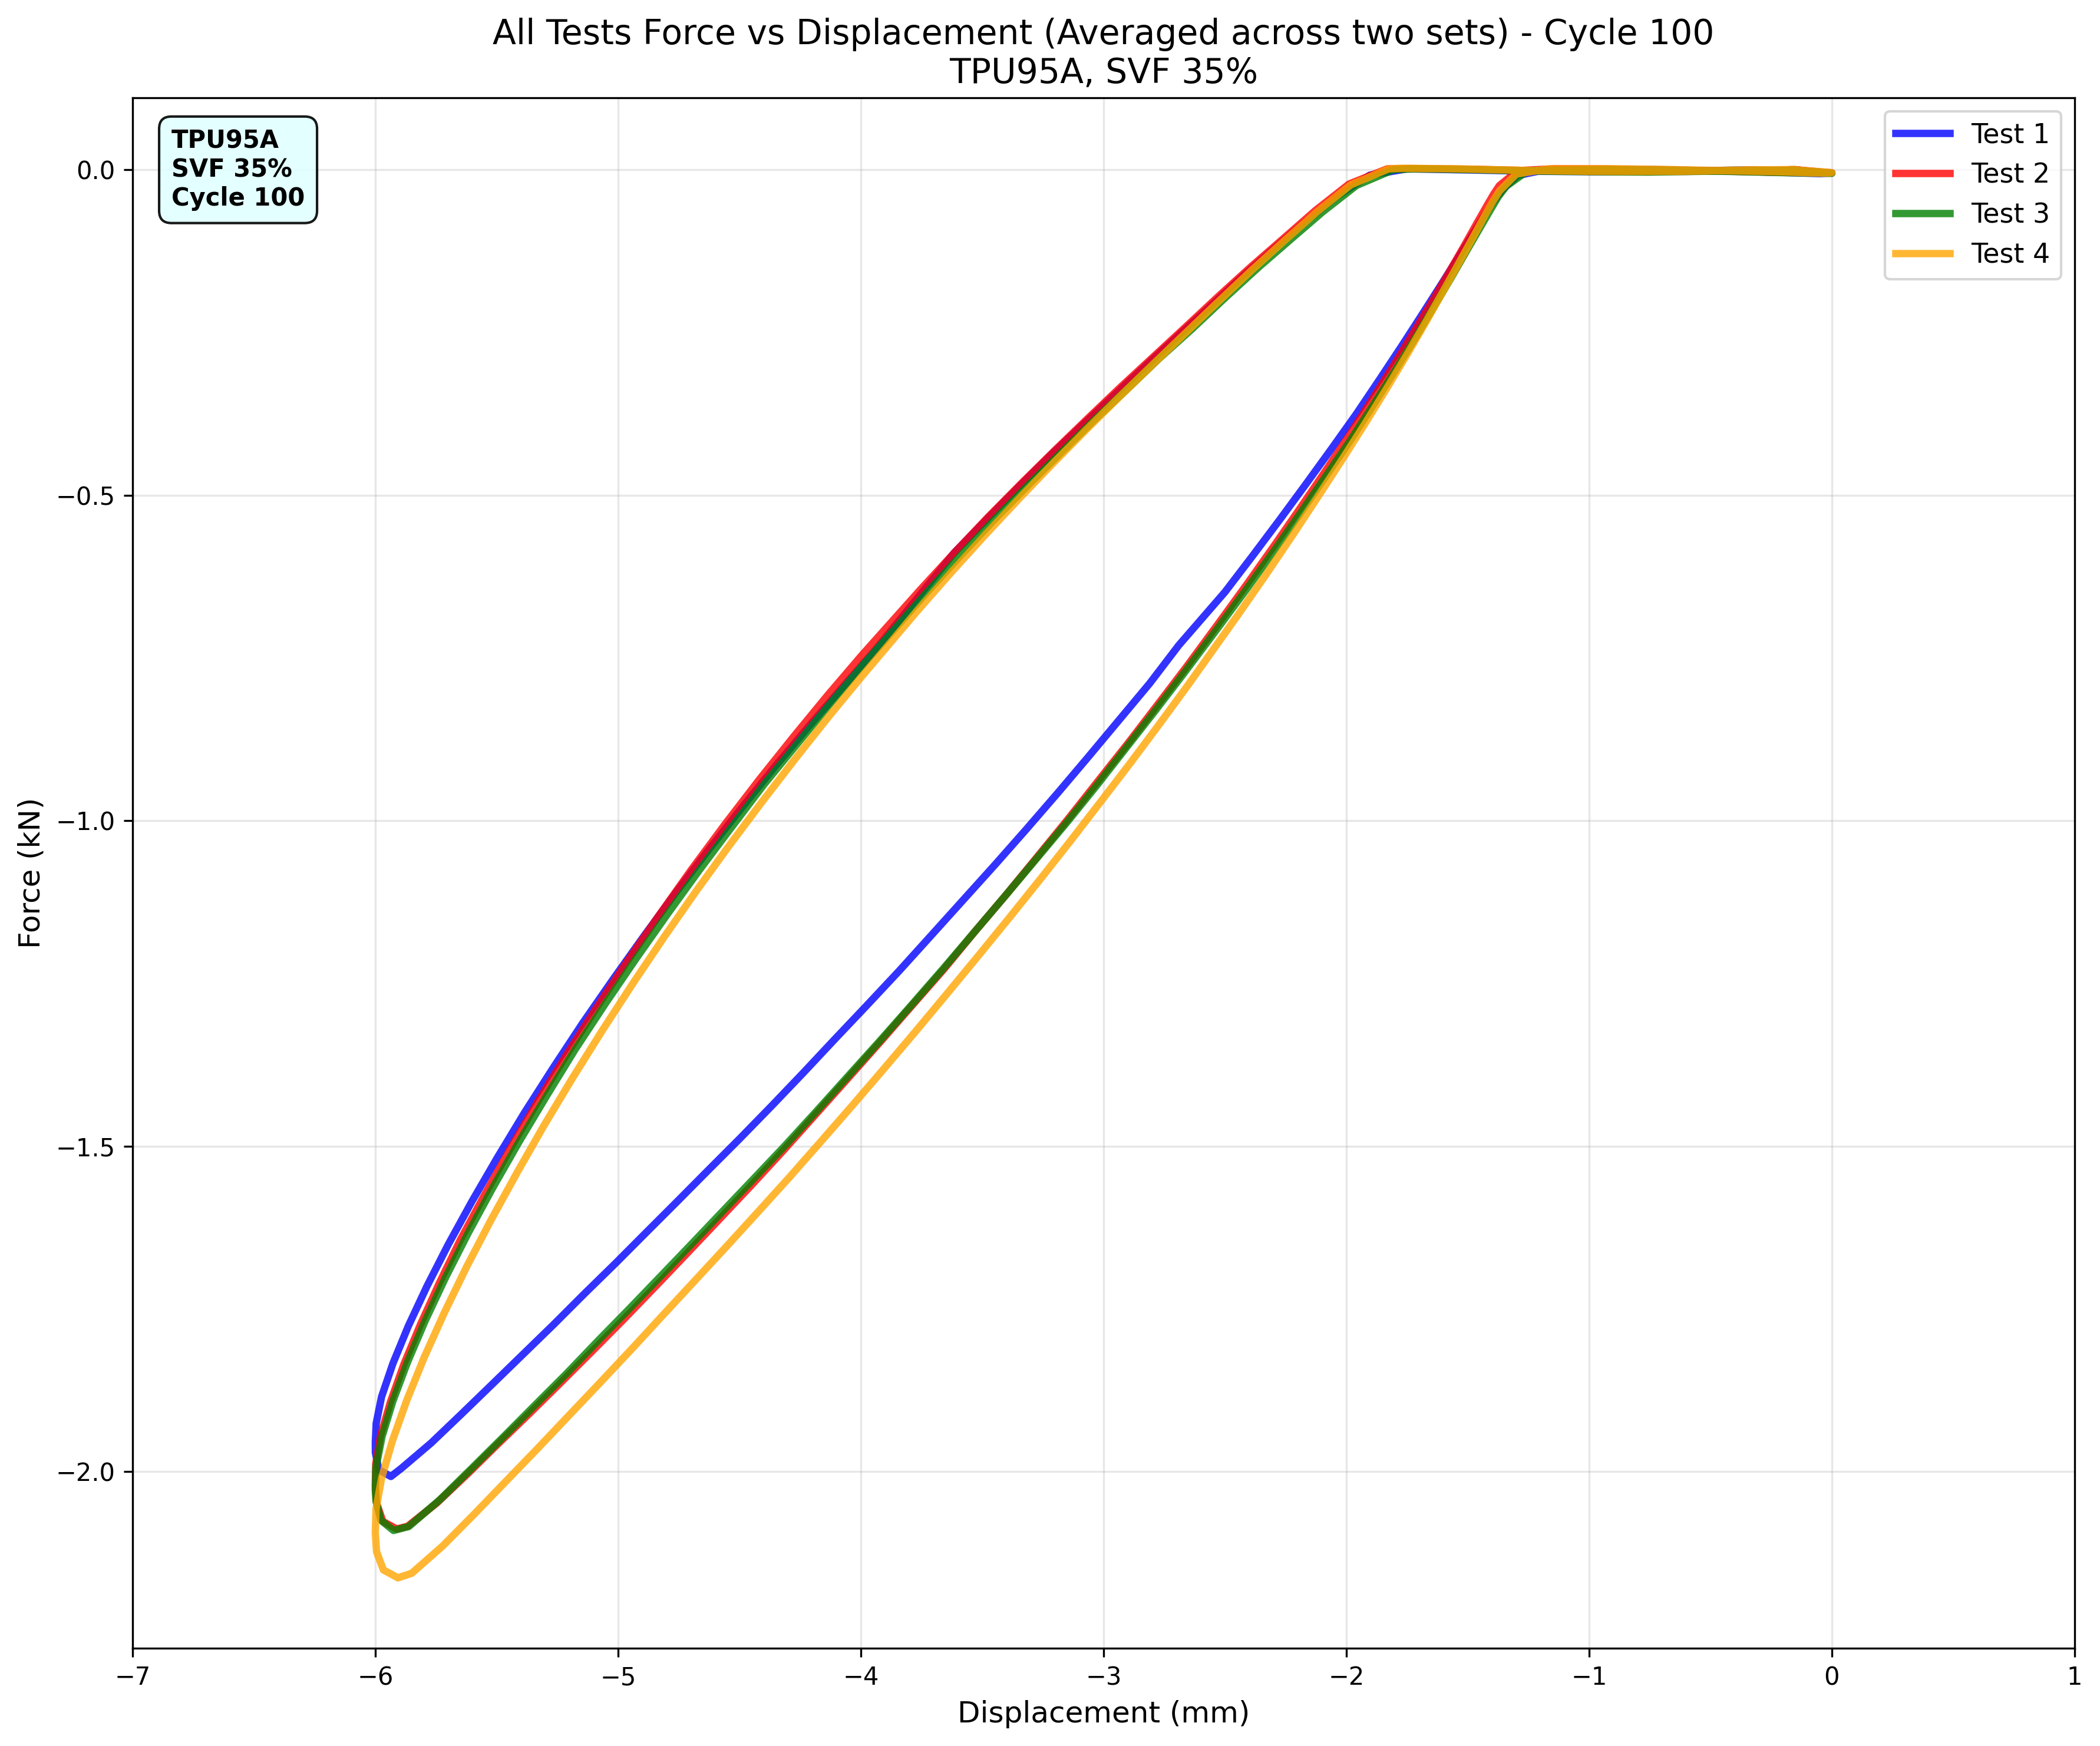 All Tests Force vs Displacement (Averaged across two sets) - Cycle 100
TPU95A, SVF 35%
TPU95A
SVF 35%
Cycle 100
Test 1
Test 2
Test 3
Test 4
Force (kN)
0.0
−0.5
−1.0
−1.5
−2.0
−7 −6 −5 −4 −3 −2 −1 0 1
Displacement (mm)